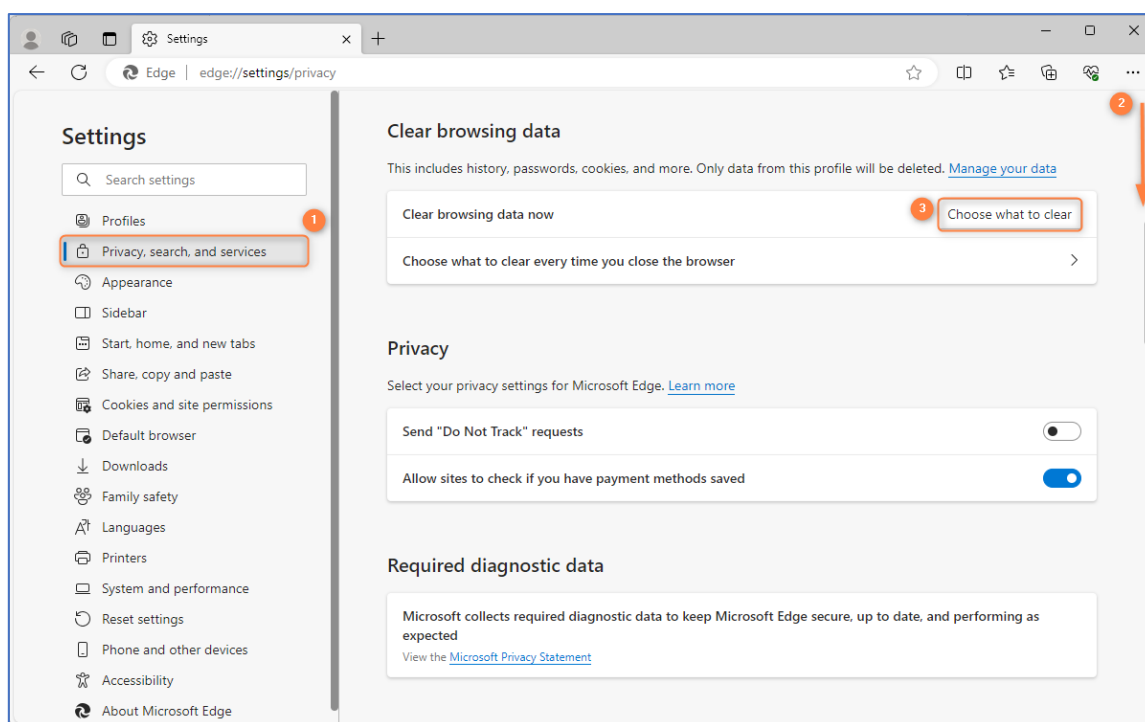 Settings
Edge | edge://settings/privacy
2
Settings
Search settings
Profiles
1
Privacy, search, and services
Appearance
Sidebar
Start, home, and new tabs
Share, copy and paste
Cookies and site permissions
Default browser
Downloads
Family safety
Languages
Printers
System and performance
Reset settings
Phone and other devices
Accessibility
About Microsoft Edge
Clear browsing data
This includes history, passwords, cookies, and more. Only data from this profile will be deleted. Manage your data
Clear browsing data now
3
Choose what to clear
Choose what to clear every time you close the browser
Privacy
Select your privacy settings for Microsoft Edge. Learn more
Send "Do Not Track" requests
Allow sites to check if you have payment methods saved
Required diagnostic data
Microsoft collects required diagnostic data to keep Microsoft Edge secure, up to date, and performing as
expected
View the Microsoft Privacy Statement